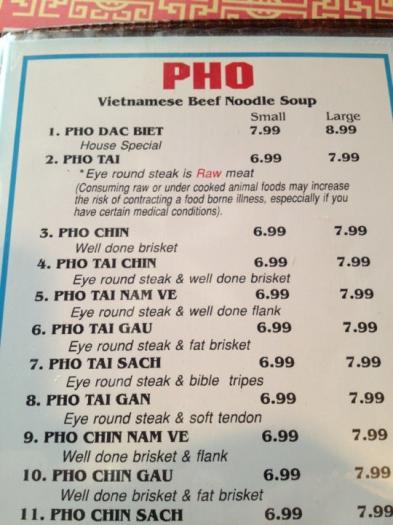 PHO
Vietnamese Beef Noodle Soup
Small Large
1. PHO DAC BIET 7.99 8.99
House Special
2. PHO TAI 6.99 7.99
*Eye round steak is Raw meat
(Consuming raw or under cooked animal foods may increase
the risk of contracting a food borne illness, especcially if you
have certain medical conditions).
3. PHO CHIN 6.99 7.99
Well done brisket
4. PHO TAI CHIN 6.99 7.99
Eye round steak & well done brisket
5. PHO TAI NAM VE 6.99 7.99
Eye round steak & well done flank
6. PHO TAI GAU 6.99 7.99
Eye round steak & fat brisket
7. PHO TAI SACH 6.99 7.99
Eye round steak & bible tripes
8. PHO TAI GAN 6.99 7.99
Eye round steak & soft tendon
9. PHO CHIN NAM VE 6.99 7.99
Well done brisket & flank
10. PHO CHIN GAU 6.99 7.99
Well done brisket & fat brisket
11. PHO CHIN SACH 6.99 7.99